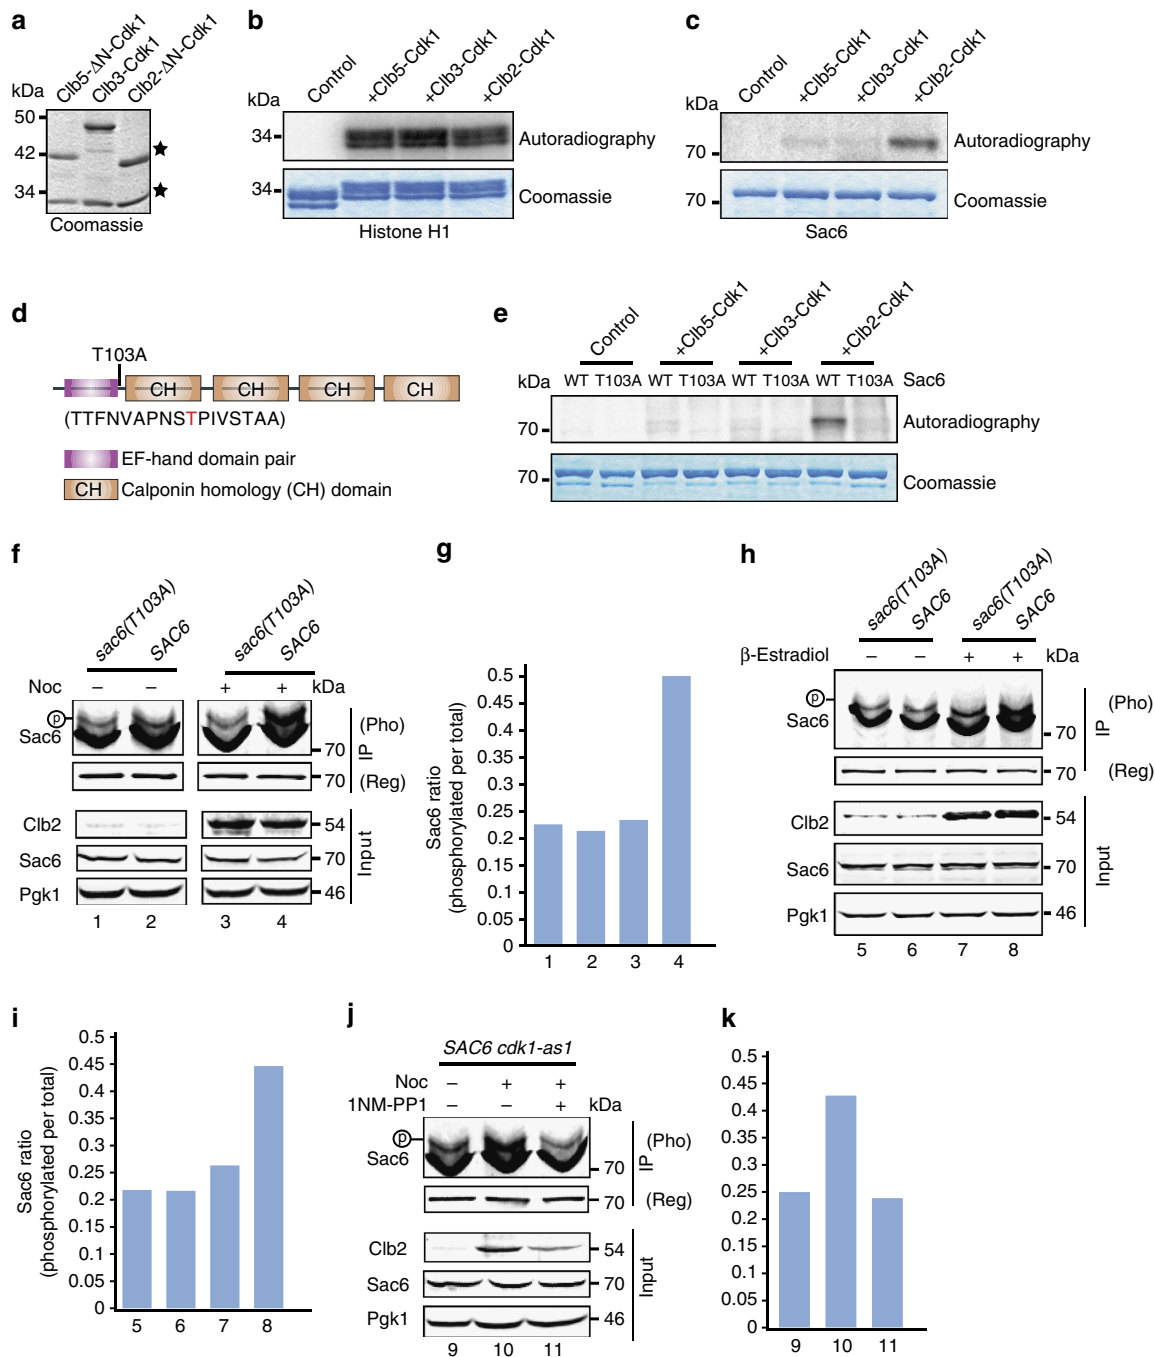 a
Clb5-ΔN-Cdk1
Clb3-Cdk1
Clb2-ΔN-Cdk1
kDa
50
42
34
Coomassie
b
Control
+Clb5-Cdk1
+Clb3-Cdk1
+Clb2-Cdk1
kDa
34
Autoradiography
34
Coomassie
Histone H1
c
Control
+Clb5-Cdk1
+Clb3-Cdk1
+Clb2-Cdk1
kDa
70
Autoradiography
70
Coomassie
Sac6
d
T103A
CH CH CH CH
(TTFNVAPNSTPIVSTAA)
EF-hand domain pair
CH Calponin homology (CH) domain
e
Control
+Clb5-Cdk1
+Clb3-Cdk1
+Clb2-Cdk1
kDa WT T103A WT T103A WT T103A WT T103A Sac6
70
Autoradiography
70
Coomassie
f
sac6(T103A)
SAC6
sac6(T103A)
SAC6
Noc – – + + kDa
p
Sac6
70
(Pho)
IP
70 (Reg)
Clb2 54
Sac6 70
Pgk1 46
Input
1 2 3 4
g
Sac6 ratio
(phosphorylated per total)
0.5
0.45
0.4
0.35
0.3
0.25
0.2
0.15
0.1
0.05
0
1 2 3 4
h
sac6(T103A)
SAC6
sac6(T103A)
SAC6
β-Estradiol – – + + kDa
p
Sac6
70
(Pho)
IP
70 (Reg)
Clb2 54
Sac6 70
Pgk1 46
Input
5 6 7 8
i
Sac6 ratio
(phosphorylated per total)
0.5
0.45
0.4
0.35
0.3
0.25
0.2
0.15
0.1
0.05
0
5 6 7 8
j
SAC6 cdk1-as1
Noc – + +
1NM-PP1 – – + kDa
p
Sac6
70
(Pho)
IP
70 (Reg)
Clb2 54
Sac6 70
Pgk1 46
Input
9 10 11
k
0.5
0.45
0.4
0.35
0.3
0.25
0.2
0.15
0.1
0.05
0
9 10 11